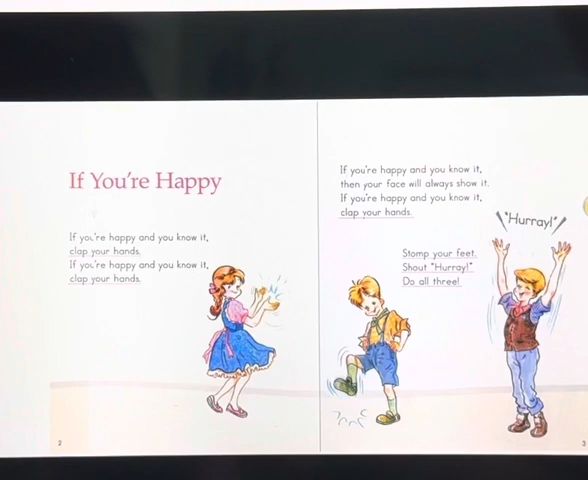 If You're Happy
If you're happy and you know it,
clap your hands.
If you're happy and you know it,
clap your hands.
2
If you're happy and you know it,
then your face will always show it.
If you're happy and you know it,
clap your hands.
Stomp your feet.
Shout "Hurray!"
Do all three!
"Hurray!"
3